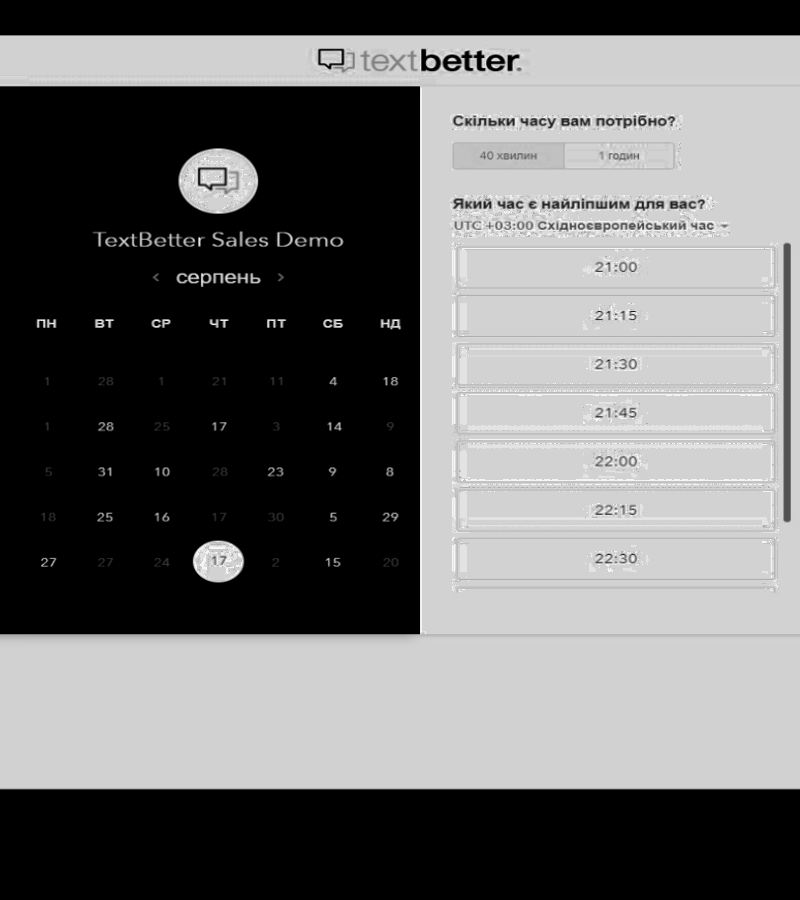 textbetter.
TextBetter Sales Demo
< серпень >
ПН ВТ СР ЧТ ПТ СБ НД
1 28 1 21 11 4 18
1 28 25 17 3 14 9
5 31 10 28 23 9 8
18 25 16 17 30 5 29
27 27 24 17 2 15 20
Скільки часу вам потрібно?
40 хвилин 1 годин
Який час є найліпшим для вас?
UTC +03:00 Східноєвропейський час
21:00
21:15
21:30
21:45
22:00
22:15
22:30